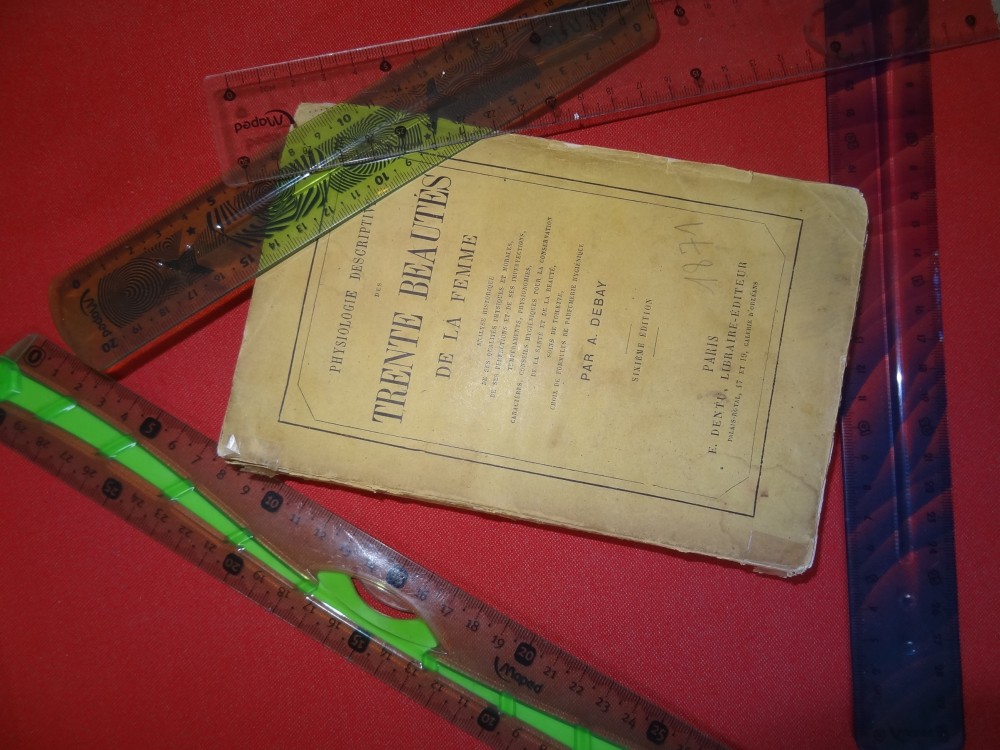 PHYSIOLOGIE DESCRIPTIV
DES
TRENTE BEAUTÉS
DE LA FEMME
ANALYSE HISTORIQUE
DE SES QUALITÉS PHYSIQUES ET MORALES,
DE SES PERFECTIONS ET DE SES IMPERFECTIONS,
TEMPÉRAMENTS, PHYSIONOMIES,
CARACTÈRES, CONSEILS HYGIÉNIQUES POUR LA CONSERVATION
DE LA SANTÉ ET DE LA BEAUTÉ,
SOINS DE TOILETTE,
CHOIX DE FORMULES DE PARFUMERIE HYGIÉNIQUE
PAR A. DEBAY
SIXIÈME ÉDITION
1871
PARIS
E. DENTU, LIBRAIRE-ÉDITEUR
PALAIS-ROYAL, 17 ET 19, GALERIE D'ORLÉANS
Maped
Maped
Maped